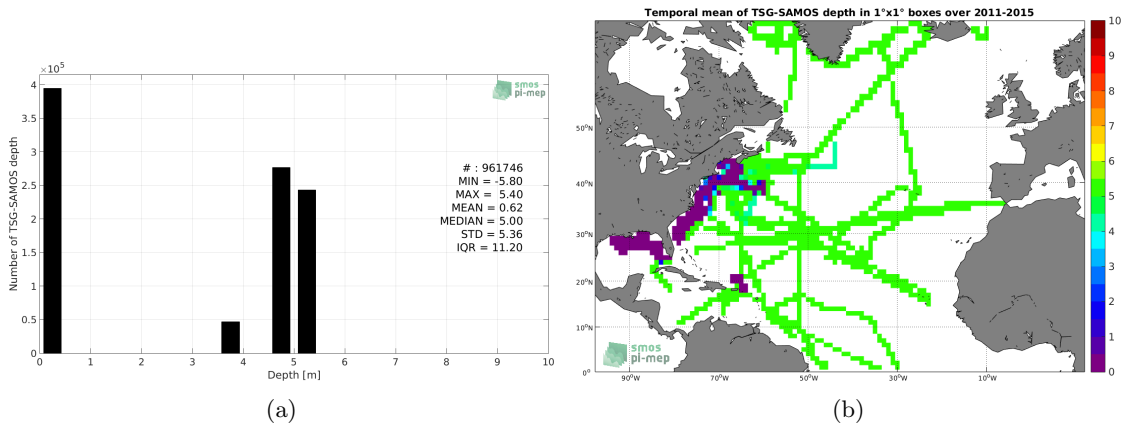 ×10⁵
4
3.5
3
2.5
2
1.5
1
0.5
0
Number of TSG-SAMOS depth
smos
pi-mep
# : 961746
MIN = -5.80
MAX = 5.40
MEAN = 0.62
MEDIAN = 5.00
STD = 5.36
IQR = 11.20
0 1 2 3 4 5 6 7 8 9 10
Depth [m]
(a)
Temporal mean of TSG-SAMOS depth in 1°x1° boxes over 2011-2015
50°N
40°N
30°N
20°N
10°N
0°
90°W 70°W 50°W 30°W 10°W
smos
pi-mep
10
9
8
7
6
5
4
3
2
1
0
(b)